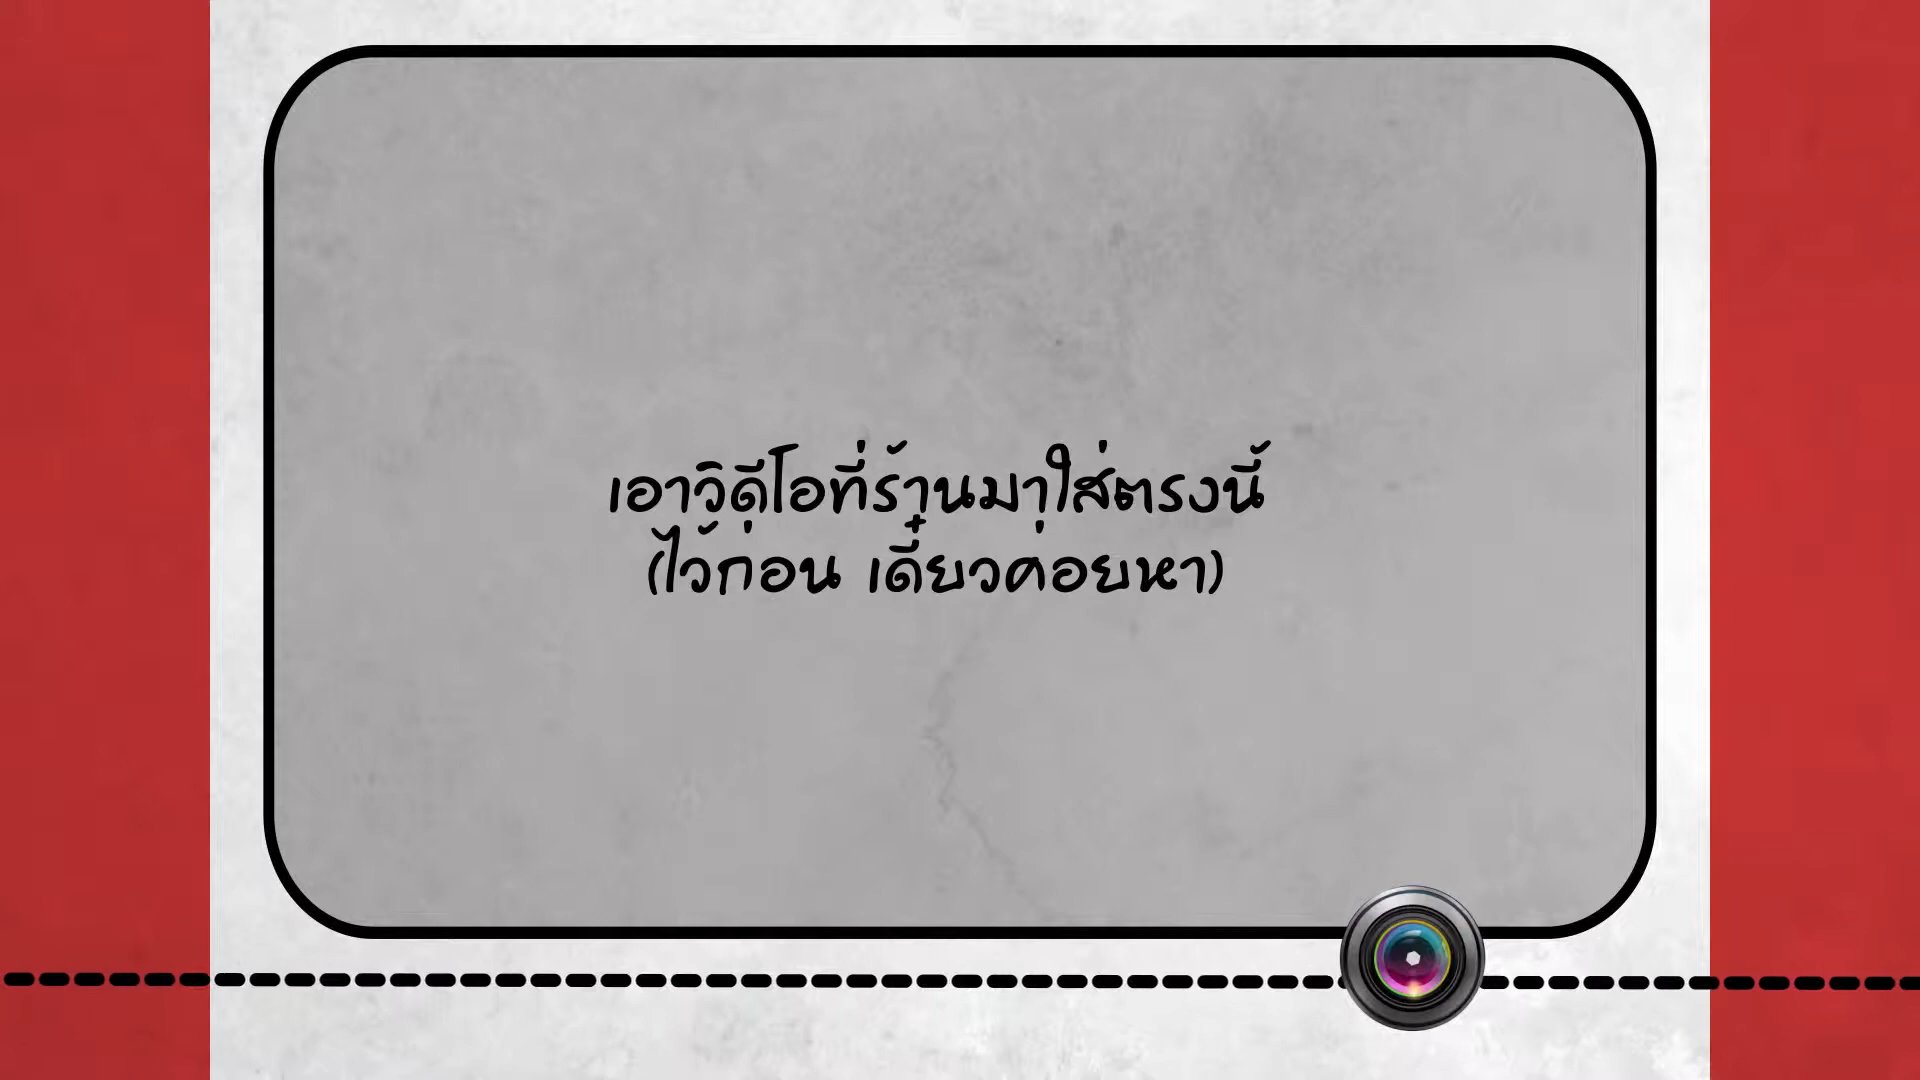 เอาวิดีโอที่ร้านมาใส่ตรงนี้
(ไว้ก่อน เดี๋ยวค่อยหา)